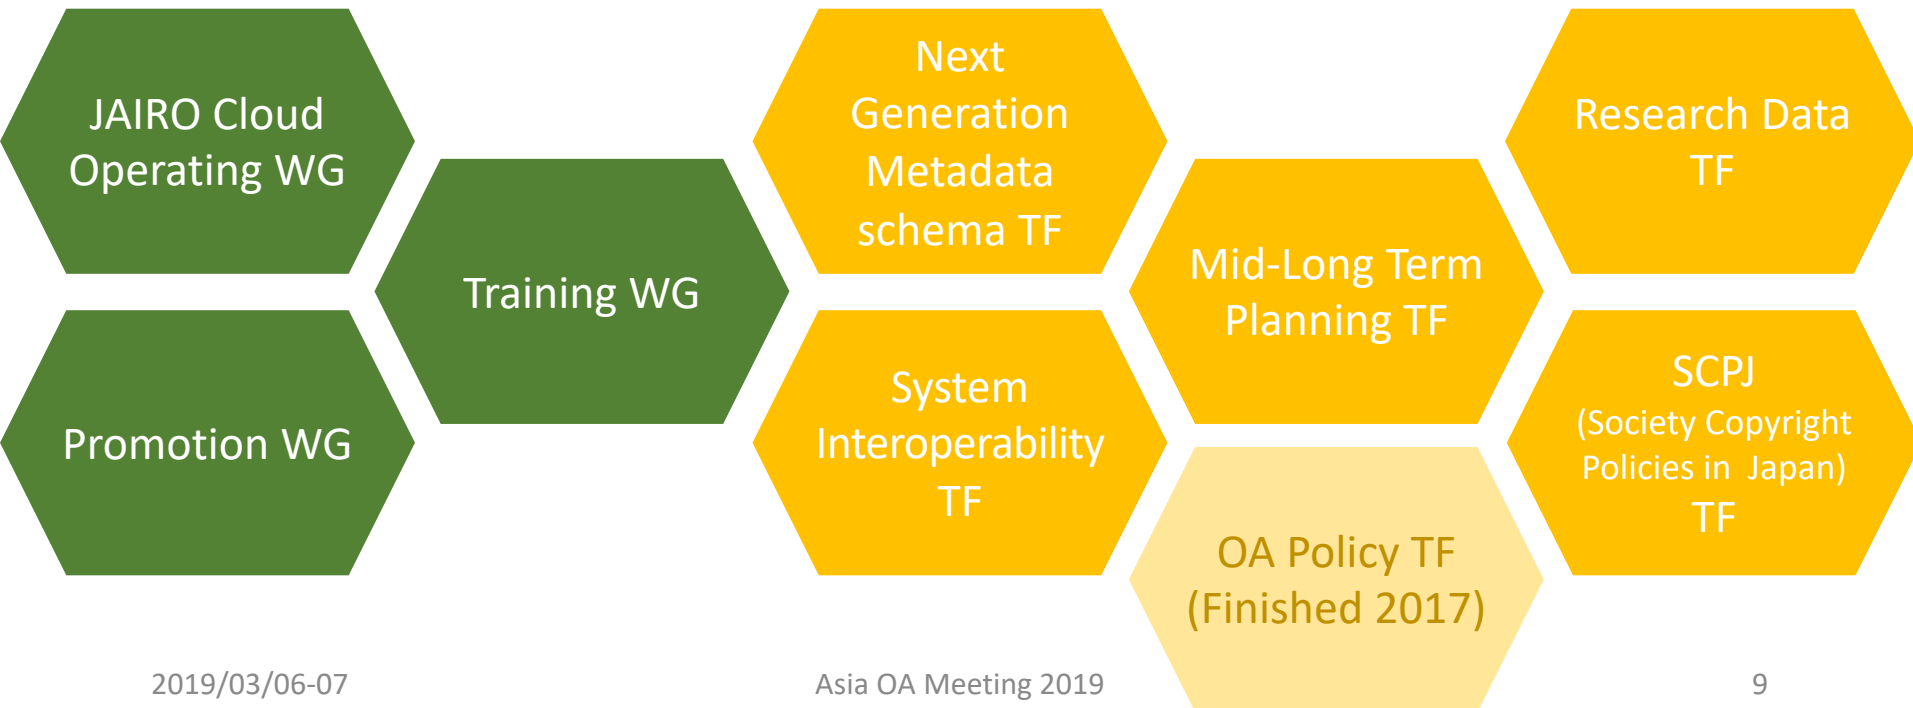 JAIRO Cloud
Operating WG
Promotion WG
Training WG
Next
Generation
Metadata
schema TF
System
Interoperability
TF
Mid-Long Term
Planning TF
OA Policy TF
(Finished 2017)
Research Data
TF
SCPJ
(Society Copyright
Policies in Japan)
TF
2019/03/06-07
Asia OA Meeting 2019
9